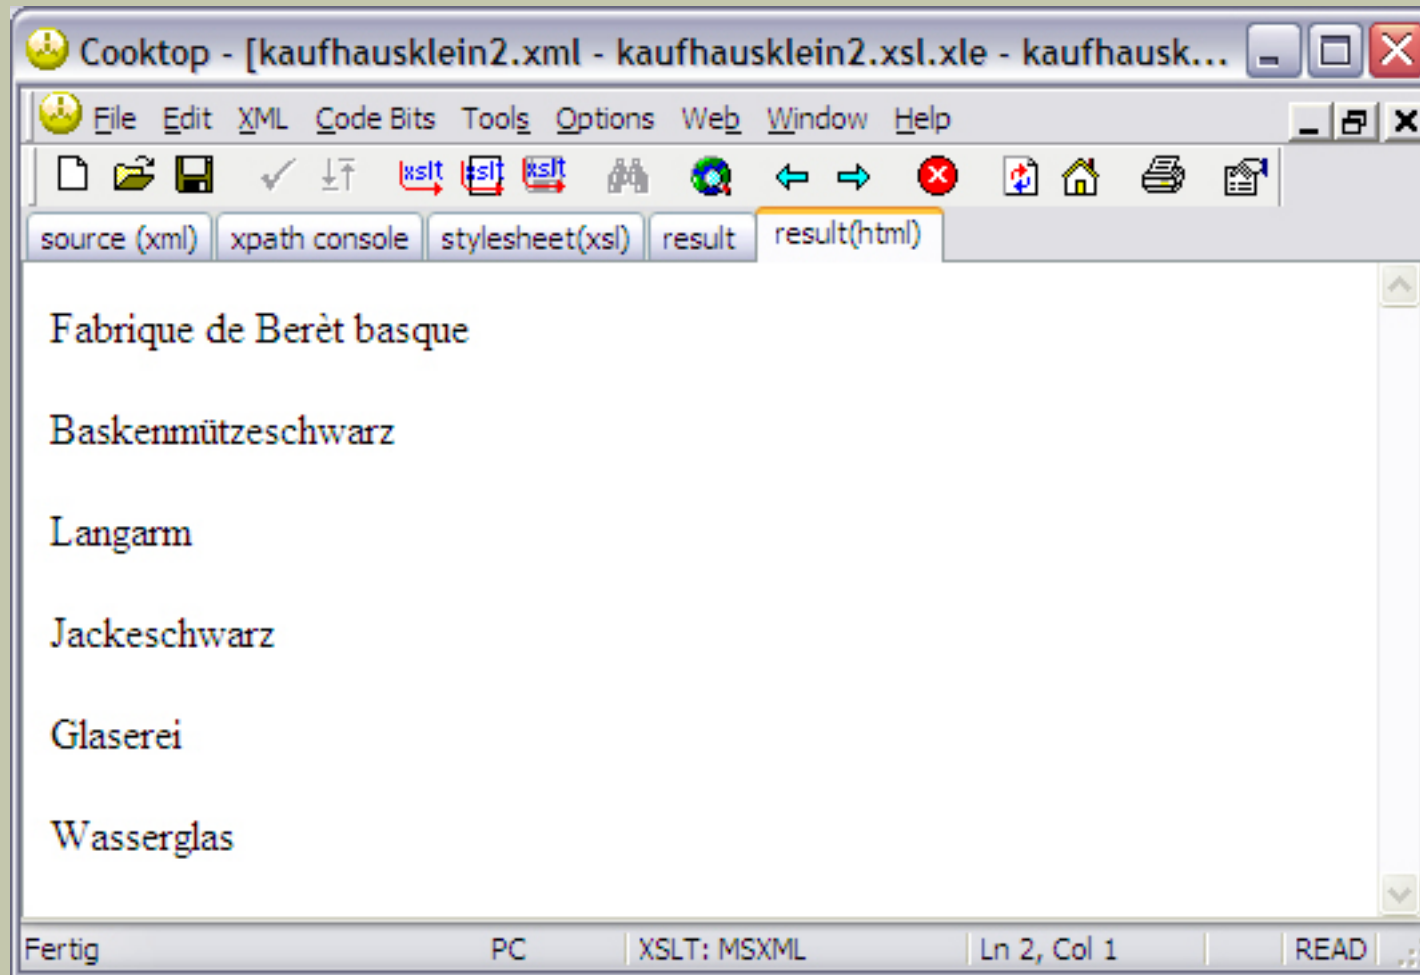 Cooktop - [kaufhausklein2.xml - kaufhausklein2.xsl.xle - kaufhausk...
File Edit XML Code Bits Tools Options Web Window Help
xslt xslt xslt
source (xml) xpath console stylesheet(xsl) result result(html)
Fabrique de Berèt basque
Baskenmützeschwarz
Langarm
Jackeschwarz
Glaserei
Wasserglas
Fertig PC XSLT: MSXML Ln 2, Col 1 READ